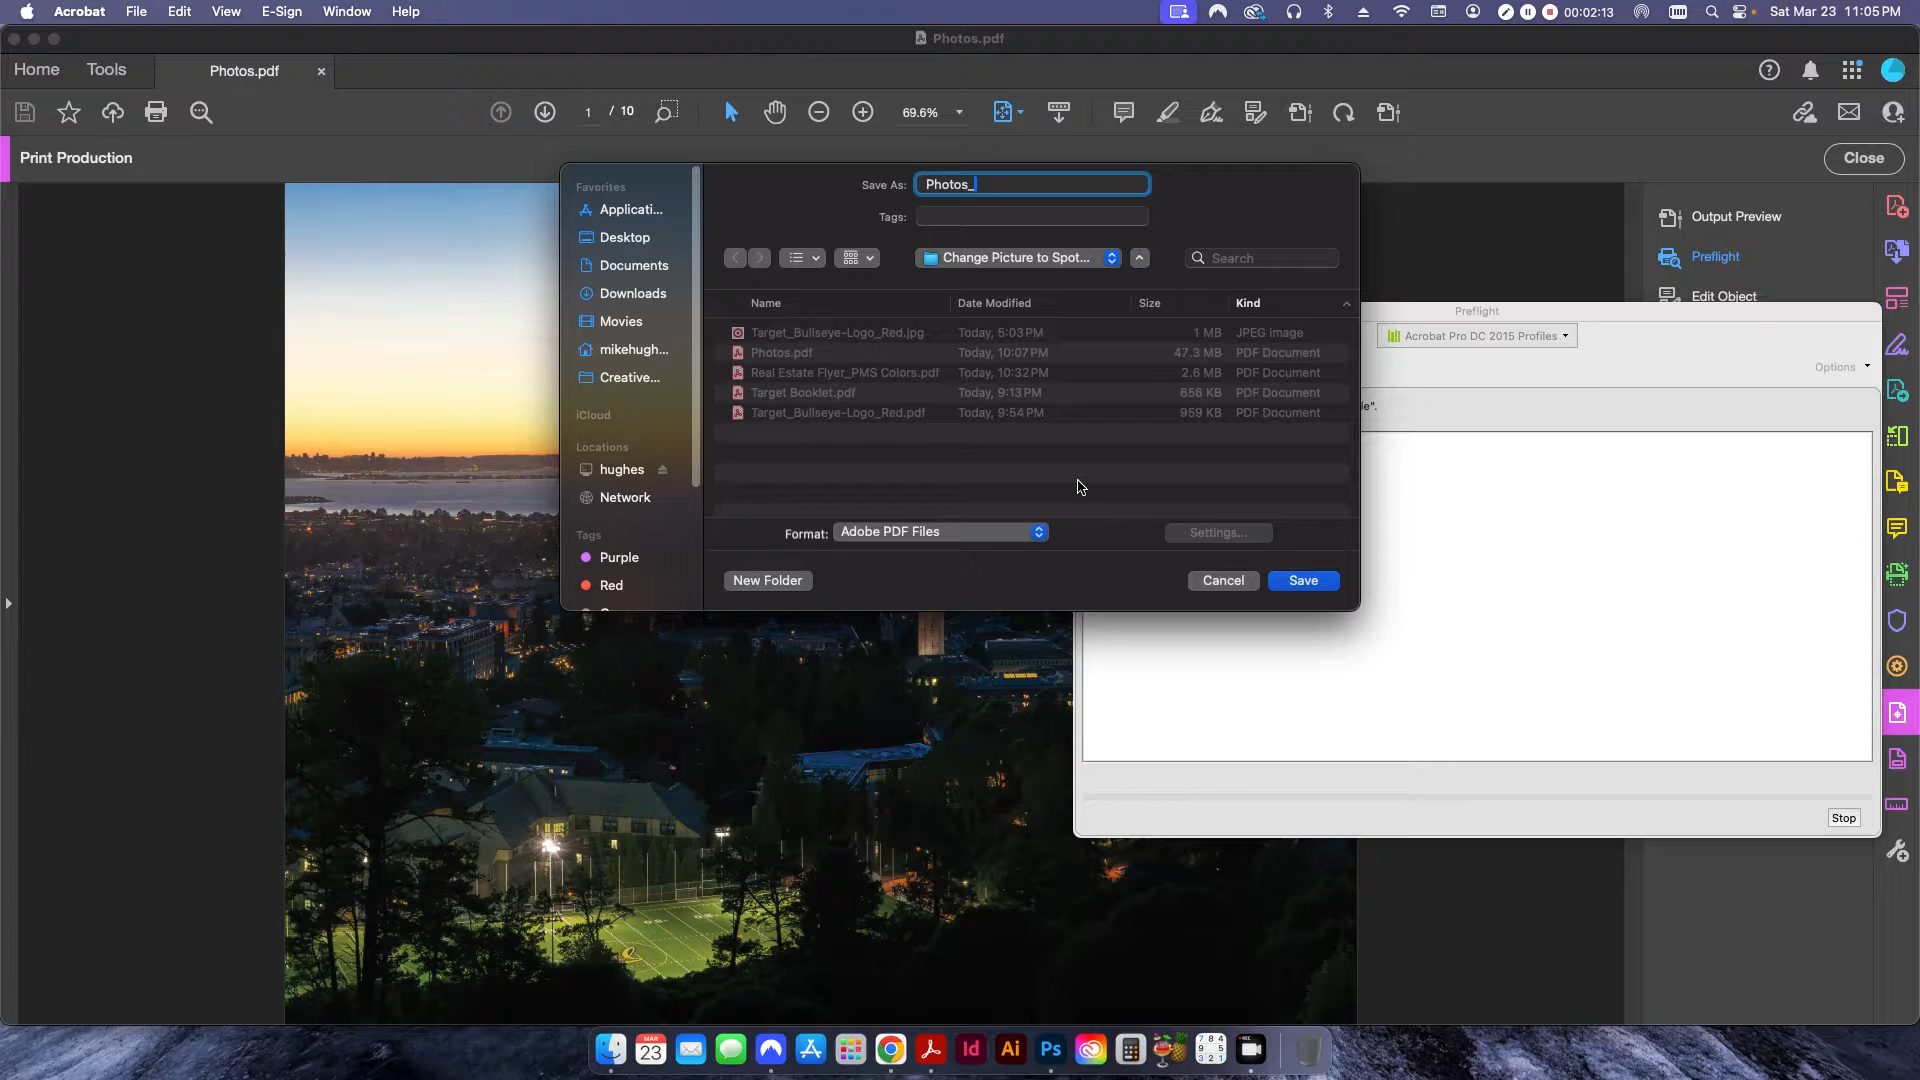 Acrobat File Edit View E-Sign Window Help 00:02:13 Sat Mar 23 11:05 PM
Photos.pdf
Home Tools Photos.pdf
1 / 10 69.6%
Print Production Close
Favorites
Applicati...
Desktop
Documents
Downloads
Movies
mikehugh...
Creative...
iCloud
Locations
hughes
Network
Tags
Purple
Red
Save As: Photos_
Tags:
Change Picture to Spot... Search
Name Date Modified Size Kind
Target_Bullseye-Logo_Red.jpg Today, 5:03 PM 1 MB JPEG image
Photos.pdf Today, 10:07 PM 47.3 MB PDF Document
Real Estate Flyer_PMS Colors.pdf Today, 10:32 PM 2.6 MB PDF Document
Target Booklet.pdf Today, 9:13 PM 656 KB PDF Document
Target_Bullseye-Logo_Red.pdf Today, 9:54 PM 959 KB PDF Document
Format: Adobe PDF Files Settings...
New Folder Cancel Save
Output Preview
Preflight
Edit Object
Preflight
Acrobat Pro DC 2015 Profiles
Options
le".
Stop
MAR
23
Id Ai Ps
REC